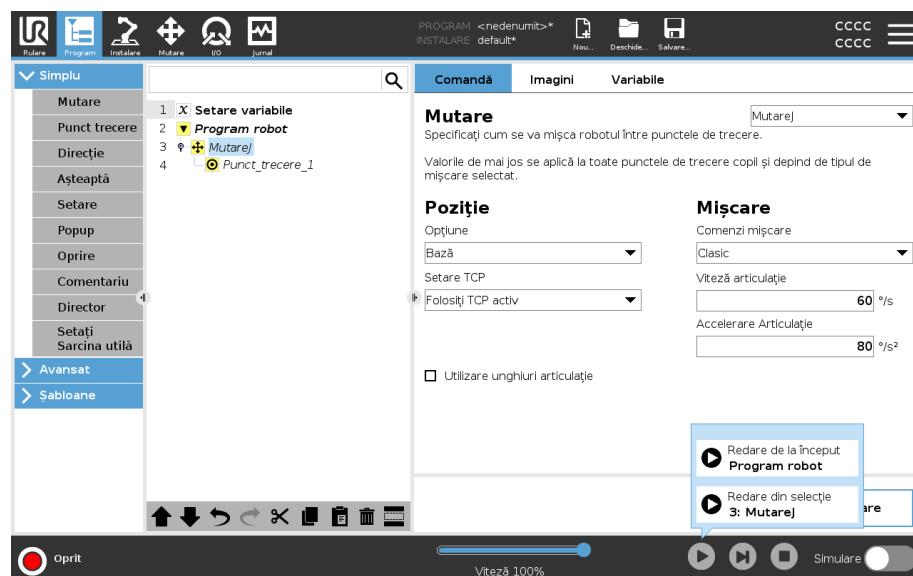 UR
Rulare
Program
Instalare
Mutare
I/O
Jurnal
PROGRAM <nedenumit>*
INSTALARE default*
Nou...
Deschide...
Salvare...
CCCC
CCCC
Simplu
Mutare
Punct trecere
Direcție
Așteaptă
Setare
Popup
Oprire
Comentariu
Director
Setați
Sarcina utilă
Avansat
Șabloane
1 X Setare variabile
2 Program robot
3 MutareJ
4 Punct_trecere_1
Comandă
Imagini
Variabile
Mutare
MutareJ
Specificați cum se va mișca robotul între punctele de trecere.
Valorile de mai jos se aplică la toate punctele de trecere copil și depind de tipul de
mișcare selectat.
Poziție
Mișcare
Opțiune
Comenzi mișcare
Bază
Clasic
Setare TCP
Viteză articulație
Folosiți TCP activ
60 °/s
Accelerare Articulație
80 °/s²
Utilizare unghiuri articulație
Redare de la început
Program robot
Redare din selecție
3: MutareJ
are
Oprit
Viteză 100%
Simulare